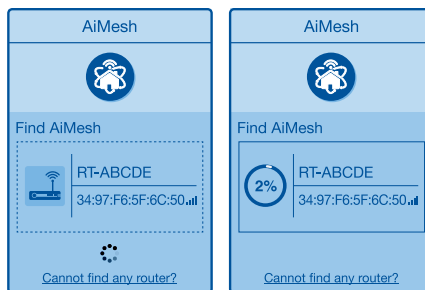 AiMesh
Find AiMesh
RT-ABCDE
34:97:F6:5F:6C:50
Cannot find any router?
AiMesh
Find AiMesh
2%
RT-ABCDE
34:97:F6:5F:6C:50
Cannot find any router?